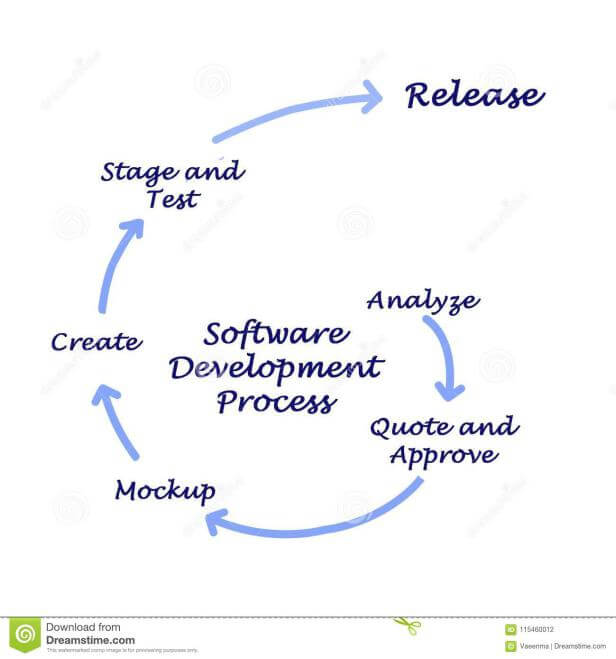 Release
Stage and
Test
Analyze
Create
Software
Development
Process
Quote and
Approve
Mockup
Download from
Dreamstime.com
This watermarked comp image is for previewing purposes only.
115460012
Vaeenma | Dreamstime.com